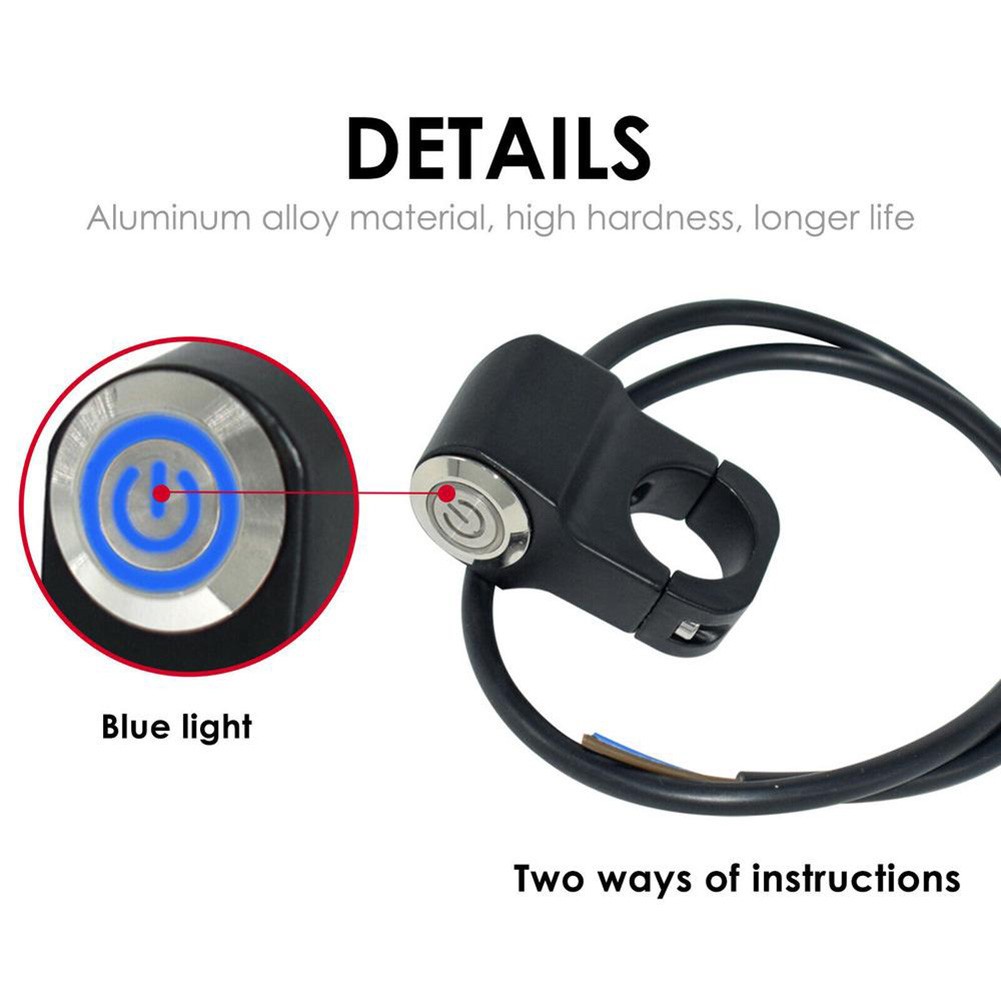 DETAILS
Aluminum alloy material, high hardness, longer life
Blue light
Two ways of instructions